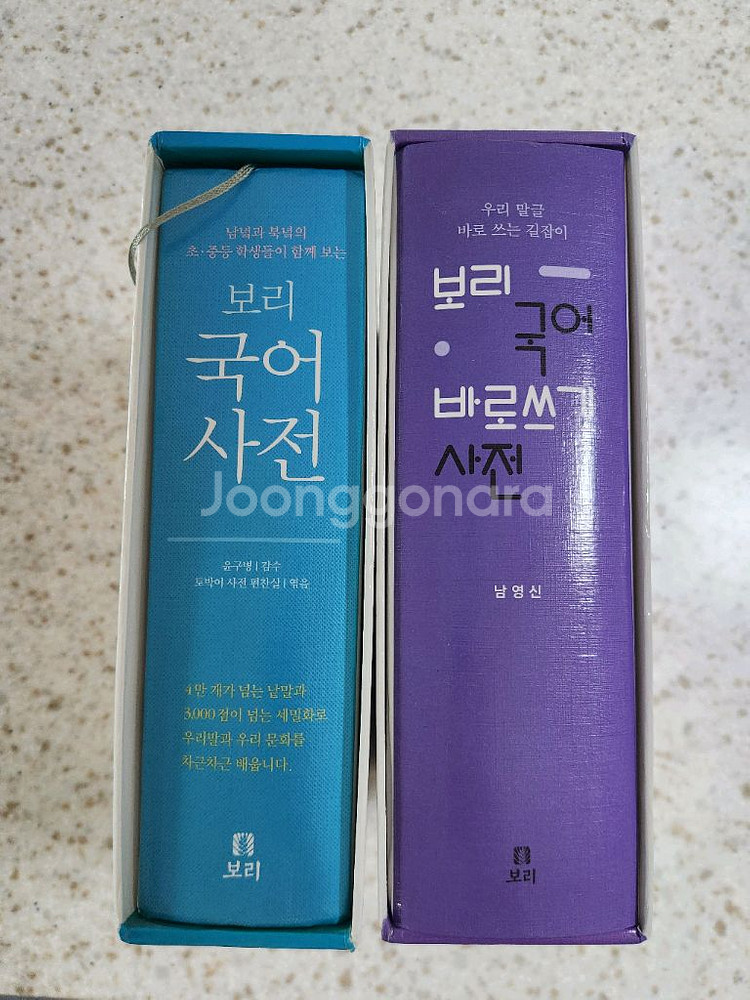 남녘과 북녘의
초·중등 학생들이 함께 보는
보리
국어
사전
윤구병 | 감수
토박이 사전 편찬실 | 엮음
4만 개가 넘는 낱말과
3,000점이 넘는 세밀화로
우리말과 우리 문화를
차근차근 배웁니다.
보리
우리 말글
바로 쓰는 길잡이
보리
국어
바로쓰기
사전
남영신
보리
Joonggonara